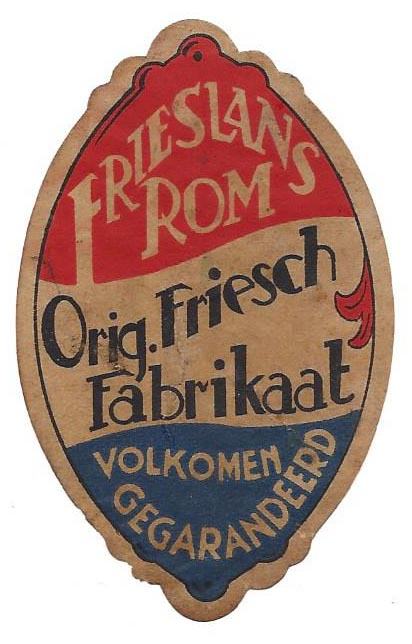 FRIESLANS
ROM
Orig. Friesch
Fabrikaat
VOLKOMEN
GEGARANDEERD